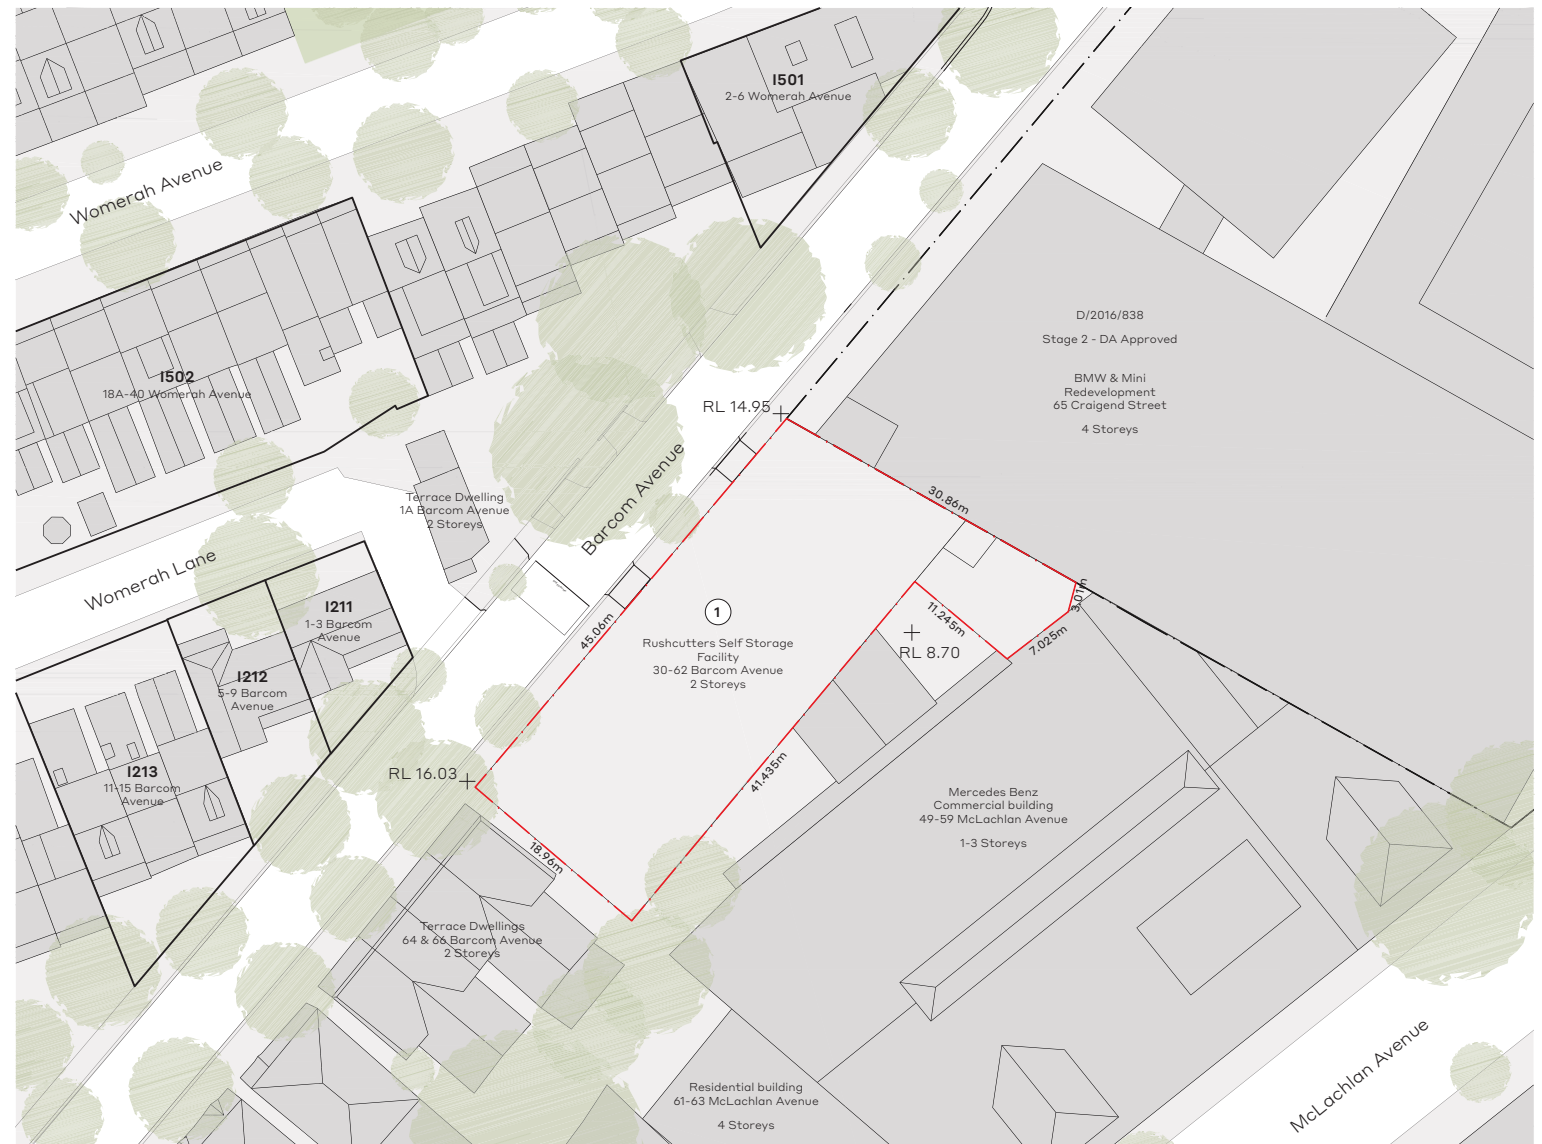 I501
2-6 Womerah Avenue
Womerah Avenue
D/2016/838
Stage 2 - DA Approved
BMW & Mini
Redevelopment
65 Craigend Street
4 Storeys
I502
18A-40 Womerah Avenue
RL 14.95
Barcom Avenue
30.86m
Terrace Dwelling
1A Barcom Avenue
2 Storeys
Womerah Lane
I211
1-3 Barcom
Avenue
45.06m
1
Rushcutters Self Storage
Facility
30-62 Barcom Avenue
2 Storeys
11.245m
3.01m
7.025m
RL 8.70
I212
5-9 Barcom
Avenue
I213
11-15 Barcom
Avenue
RL 16.03
41.435m
18.96m
Mercedes Benz
Commercial building
49-59 McLachlan Avenue
1-3 Storeys
Terrace Dwellings
64 & 66 Barcom Avenue
2 Storeys
Residential building
61-63 McLachlan Avenue
4 Storeys
McLachlan Avenue